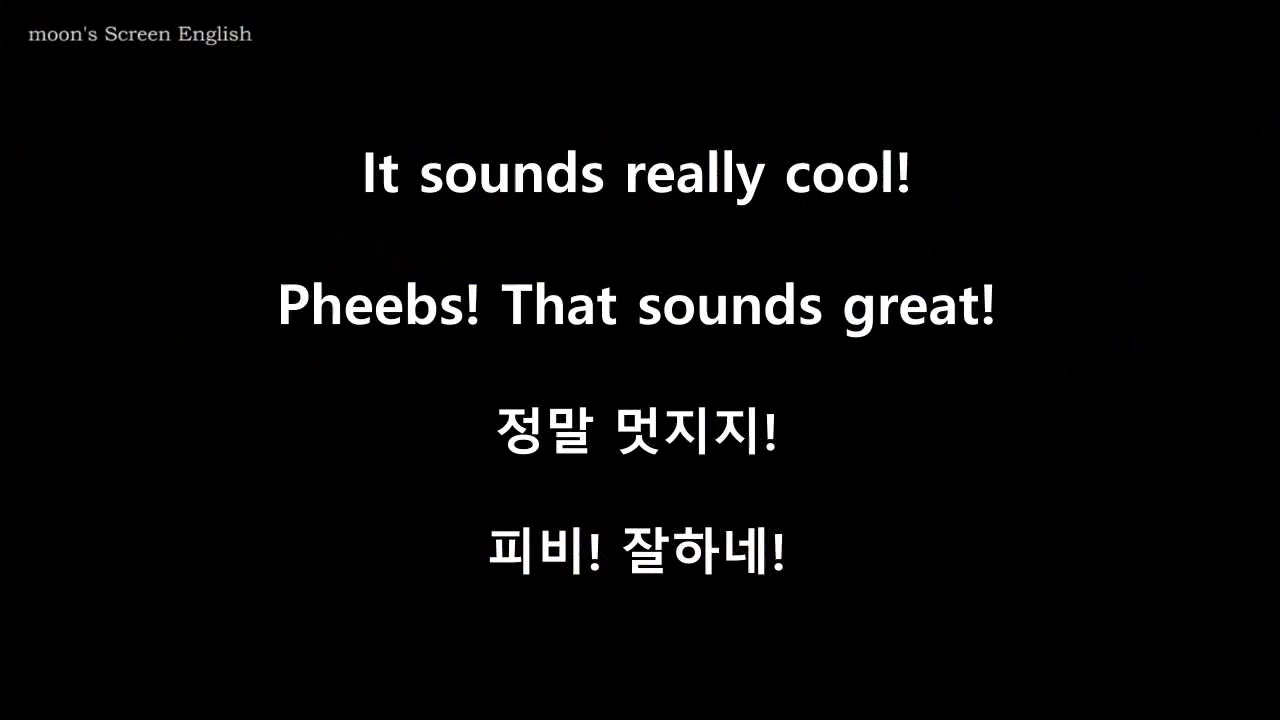 moon's Screen English
It sounds really cool!
Pheebs! That sounds great!
정말 멋지지!
피비! 잘하네!